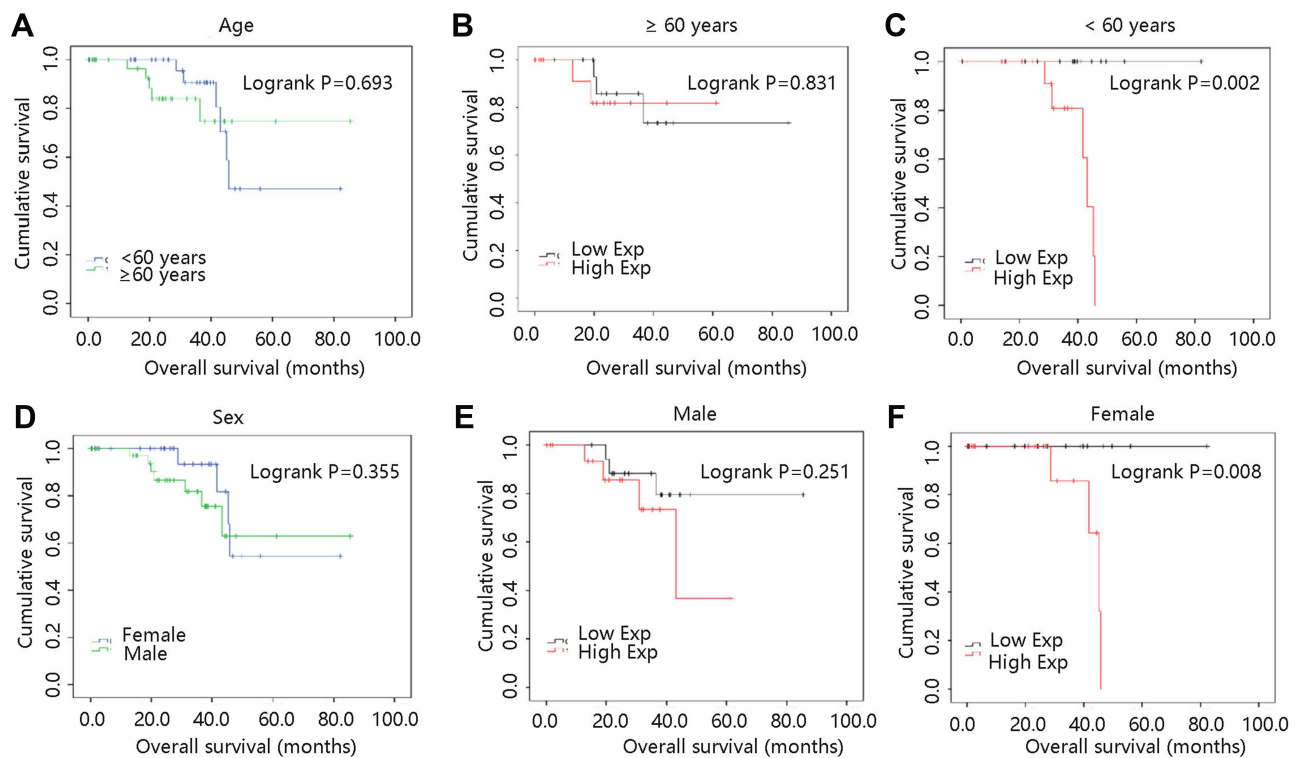 A
Age
1.0
0.8
0.6
0.4
0.2
0.0
Cumulative survival
Logrank P=0.693
<60 years
≥60 years
0.0 20.0 40.0 60.0 80.0 100.0
Overall survival (months)
B
≥ 60 years
1.0
0.8
0.6
0.4
0.2
0.0
Cumulative survival
Logrank P=0.831
Low Exp
High Exp
0.0 20.0 40.0 60.0 80.0 100.0
Overall survival (months)
C
< 60 years
1.0
0.8
0.6
0.4
0.2
0.0
Cumulative survival
Logrank P=0.002
Low Exp
High Exp
0.0 20.0 40.0 60.0 80.0 100.0
Overall survival (months)
D
Sex
1.0
0.8
0.6
0.4
0.2
0.0
Cumulative survival
Logrank P=0.355
Female
Male
0.0 20.0 40.0 60.0 80.0 100.0
Overall survival (months)
E
Male
1.0
0.8
0.6
0.4
0.2
0.0
Cumulative survival
Logrank P=0.251
Low Exp
High Exp
0.0 20.0 40.0 60.0 80.0 100.0
Overall survival (months)
F
Female
1.0
0.8
0.6
0.4
0.2
0.0
Cumulative survival
Logrank P=0.008
Low Exp
High Exp
0.0 20.0 40.0 60.0 80.0 100.0
Overall survival (months)